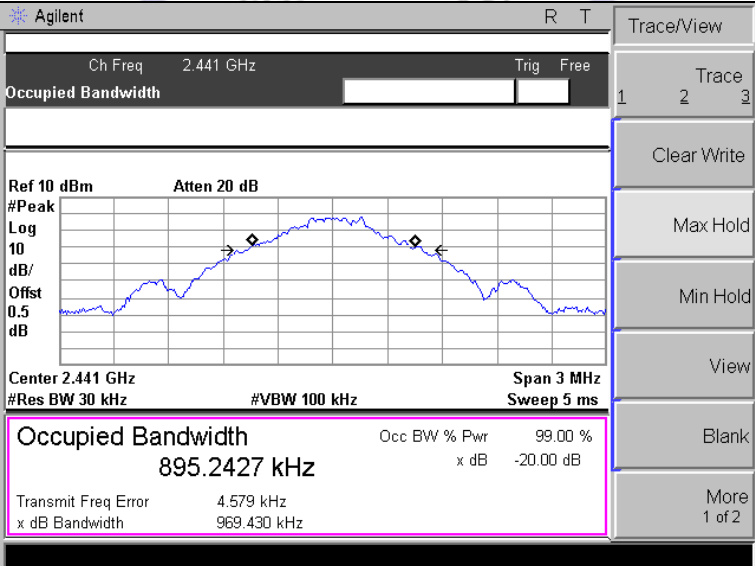 Agilent R T
Trace/View
Ch Freq 2.441 GHz Trig Free
Occupied Bandwidth
Trace
1 2 3
Clear Write
Max Hold
Min Hold
View
Blank
More
1 of 2
Ref 10 dBm Atten 20 dB
#Peak
Log
10
dB/
Offst
0.5
dB
Center 2.441 GHz Span 3 MHz
#Res BW 30 kHz #VBW 100 kHz Sweep 5 ms
Occupied Bandwidth Occ BW % Pwr 99.00 %
895.2427 kHz x dB -20.00 dB
Transmit Freq Error 4.579 kHz
x dB Bandwidth 969.430 kHz